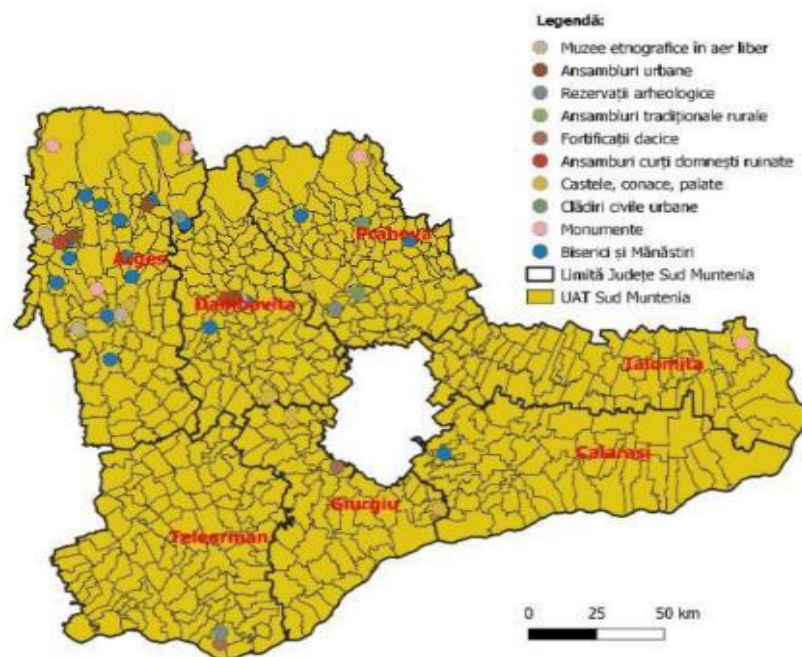 Legendă:
Muzee etnografice în aer liber
Ansambluri urbane
Rezervații arheologice
Ansambluri tradiționale rurale
Fortificații dacice
Ansamburi curți domnești ruinate
Castele, conace, palate
Clădiri civile urbane
Monumente
Biserici și Mănăstiri
Limită Județe Sud Muntenia
UAT Sud Muntenia
Prahova
Argeș
Dâmbovița
Ialomița
Călărași
Giurgiu
Teleorman
0 25 50 km